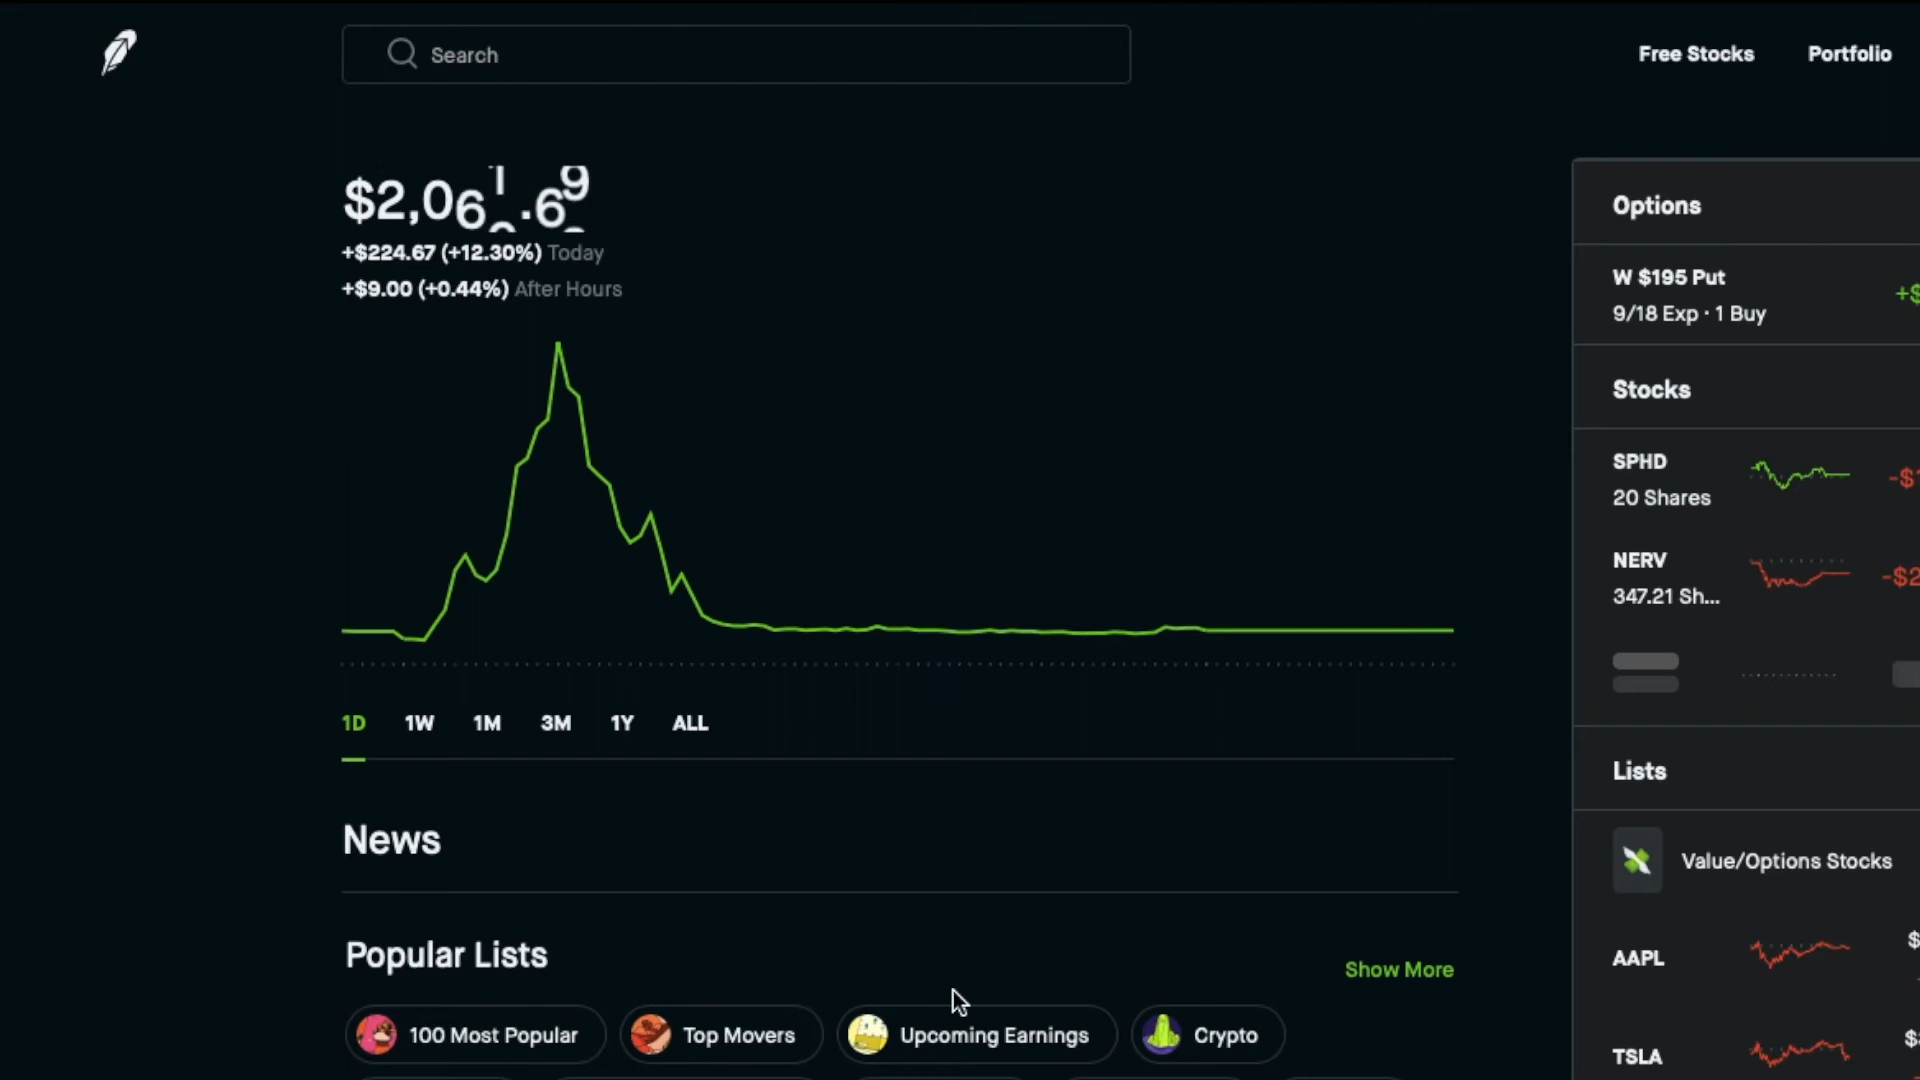 Search
Free Stocks
Portfolio
+$224.67 (+12.30%) Today
+$9.00 (+0.44%) After Hours
1D 1W 1M 3M 1Y ALL
News
Popular Lists
Show More
100 Most Popular
Top Movers
Upcoming Earnings
Crypto
Options
W $195 Put
9/18 Exp · 1 Buy
+$
Stocks
SPHD
20 Shares
NERV
347.21 Sh...
Lists
Value/Options Stocks
AAPL
TSLA